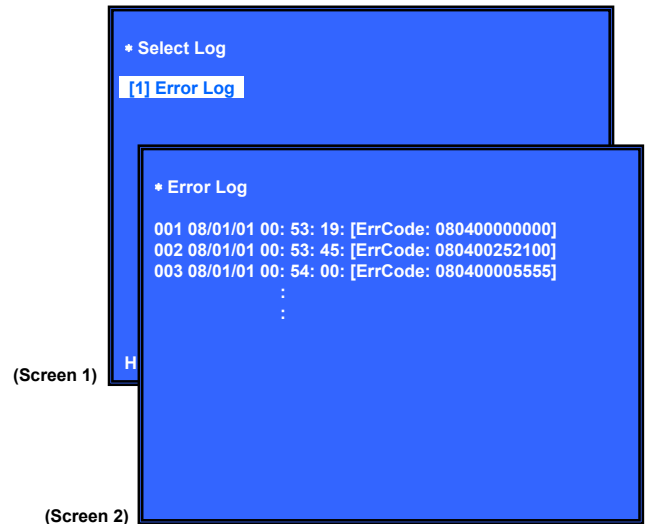 * Select Log
[1] Error Log
H
(Screen 1)
* Error Log
001 08/01/01 00: 53: 19: [ErrCode: 080400000000]
002 08/01/01 00: 53: 45: [ErrCode: 080400252100]
003 08/01/01 00: 54: 00: [ErrCode: 080400005555]
:
:
(Screen 2)